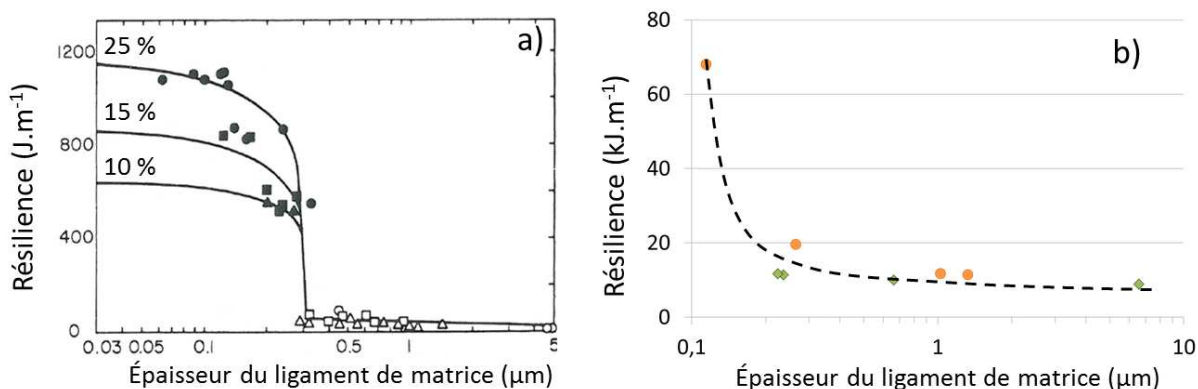 a)
Résilience (J.m-1)
1200
800
400
0
25 %
15 %
10 %
0.03 0.05 0.1 0.5 1 5
Épaisseur du ligament de matrice (µm)
b)
Résilience (kJ.m-1)
80
60
40
20
0
0,1 1 10
Épaisseur du ligament de matrice (µm)